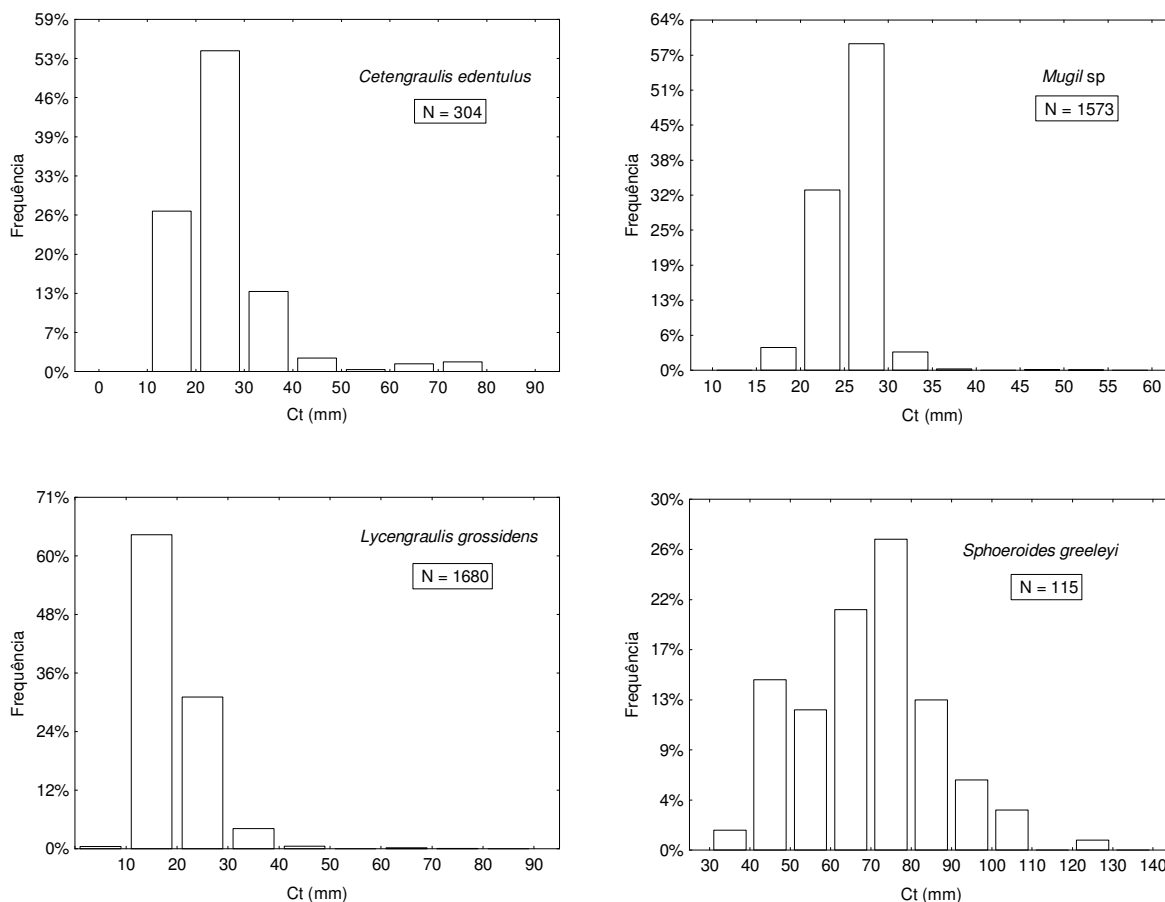 59%
53%
46%
39%
33%
26%
20%
13%
7%
0%
Frequência
Cetengraulis edentulus
N = 304
0 10 20 30 40 50 60 70 80 90
Ct (mm)
64%
57%
51%
45%
38%
32%
25%
19%
13%
6%
0%
Frequência
Mugil sp
N = 1573
10 15 20 25 30 35 40 45 50 55 60
Ct (mm)
71%
60%
48%
36%
24%
12%
0%
Frequência
Lycengraulis grossidens
N = 1680
10 20 30 40 50 60 70 80 90
Ct (mm)
30%
26%
22%
17%
13%
9%
4%
0%
Frequência
Sphoeroides greeleyi
N = 115
30 40 50 60 70 80 90 100 110 120 130 140
Ct (mm)